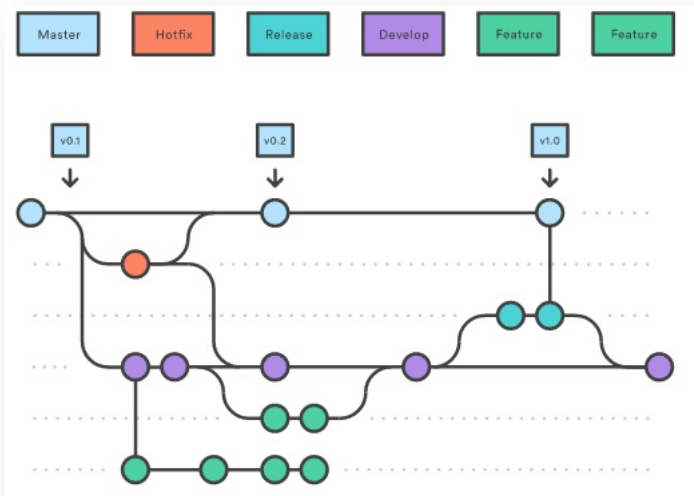 Master
Hotfix
Release
Develop
Feature
Feature
v0.1
v0.2
v1.0